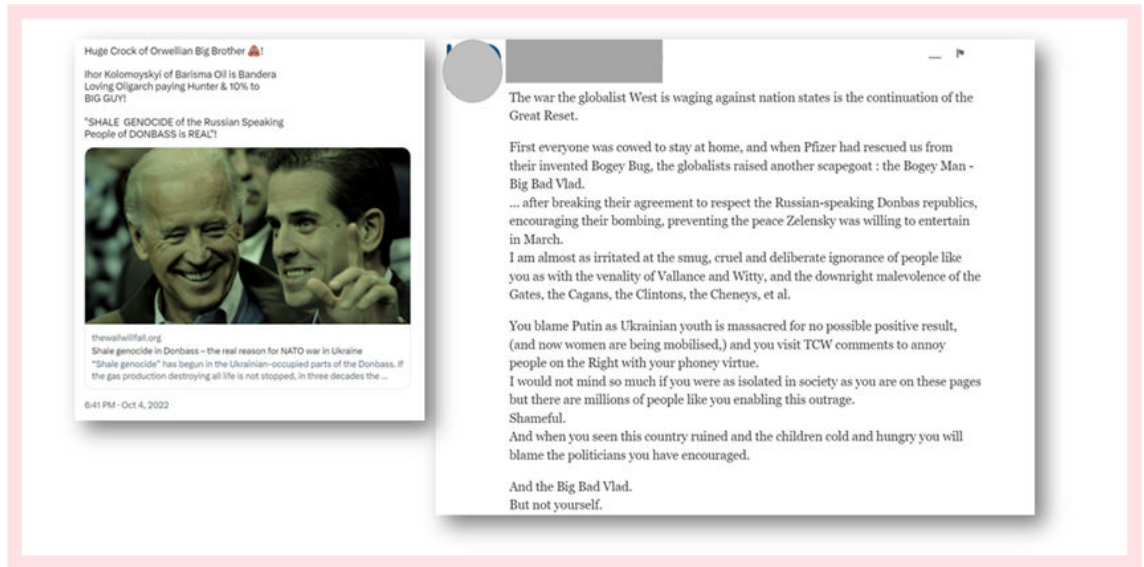 Huge Crock of Orwellian Big Brother 💩!
Ihor Kolomoyskyi of Barisma Oil is Bandera
Loving Oligarch paying Hunter & 10% to
BIG GUY!
"SHALE GENOCIDE of the Russian Speaking
People of DONBASS is REAL"!
thewallwillfall.org
Shale genocide in Donbass – the real reason for NATO war in Ukraine
"Shale genocide" has begun in the Ukrainian-occupied parts of the Donbass. If
the gas production destroying all life is not stopped, in three decades the ...
6:41 PM · Oct 4, 2022
The war the globalist West is waging against nation states is the continuation of the
Great Reset.
First everyone was cowed to stay at home, and when Pfizer had rescued us from
their invented Bogey Bug, the globalists raised another scapegoat : the Bogey Man -
Big Bad Vlad.
... after breaking their agreement to respect the Russian-speaking Donbas republics,
encouraging their bombing, preventing the peace Zelensky was willing to entertain
in March.
I am almost as irritated at the smug, cruel and deliberate ignorance of people like
you as with the venality of Vallance and Witty, and the downright malevolence of the
Gates, the Cagans, the Clintons, the Cheneys, et al.
You blame Putin as Ukrainian youth is massacred for no possible positive result,
(and now women are being mobilised,) and you visit TCW comments to annoy
people on the Right with your phoney virtue.
I would not mind so much if you were as isolated in society as you are on these pages
but there are millions of people like you enabling this outrage.
Shameful.
And when you seen this country ruined and the children cold and hungry you will
blame the politicians you have encouraged.
And the Big Bad Vlad.
But not yourself.